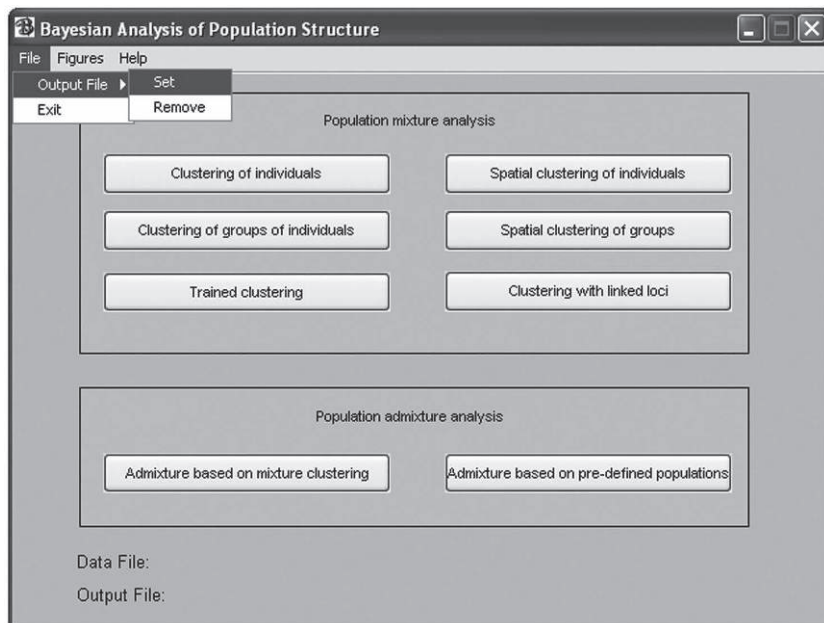 Bayesian Analysis of Population Structure
File Figures Help
Output File Set
Exit Remove
Population mixture analysis
Clustering of individuals Spatial clustering of individuals
Clustering of groups of individuals Spatial clustering of groups
Trained clustering Clustering with linked loci
Population admixture analysis
Admixture based on mixture clustering Admixture based on pre-defined populations
Data File:
Output File: